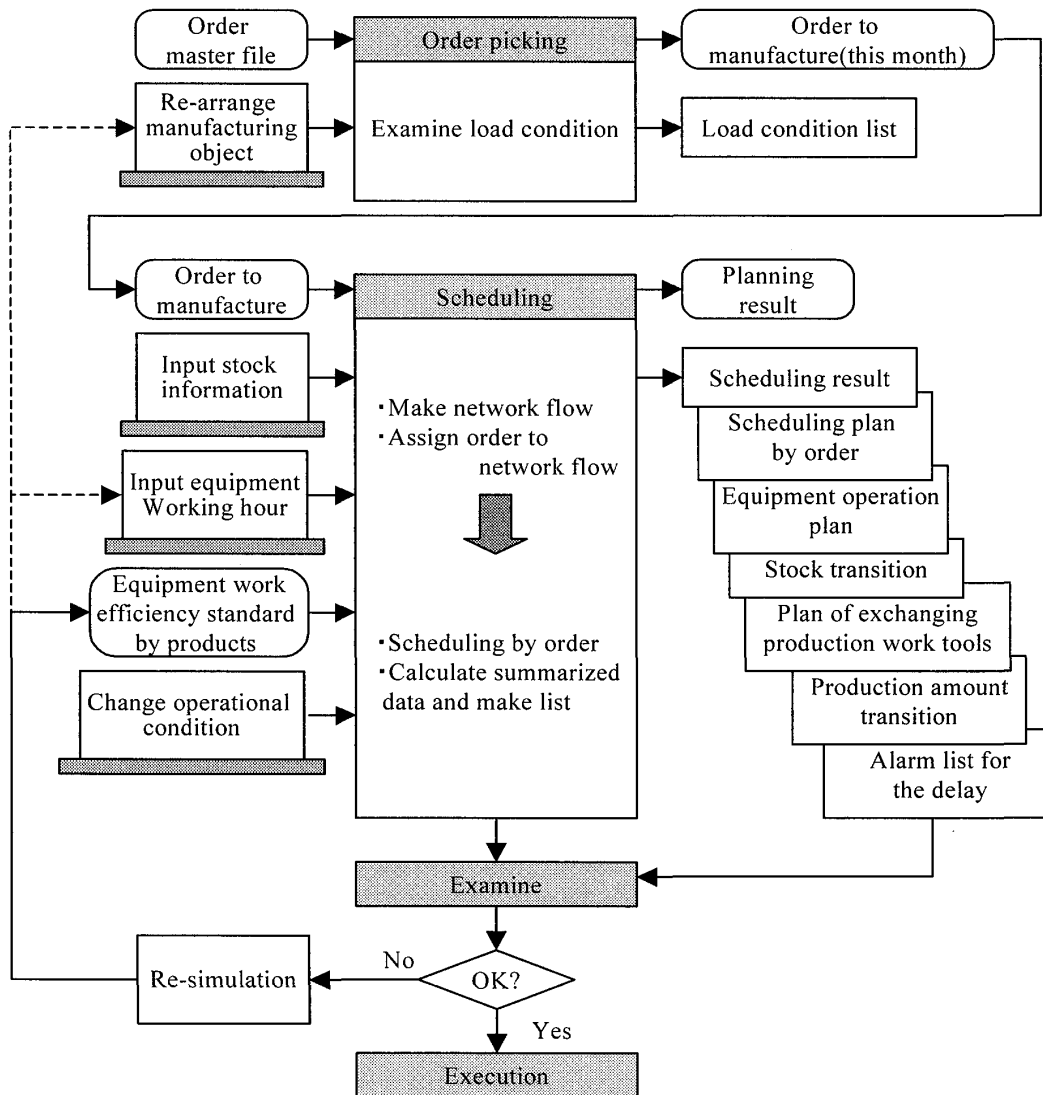 Order
master file
Order picking
Order to
manufacture(this month)
Re-arrange
manufacturing
object
Examine load condition
Load condition list
Order to
manufacture
Scheduling
Planning
result
Input stock
information
・Make network flow
・Assign order to
network flow
Scheduling result
Scheduling plan
by order
Input equipment
Working hour
Equipment operation
plan
Stock transition
Equipment work
efficiency standard
by products
Plan of exchanging
production work tools
・Scheduling by order
・Calculate summarized
data and make list
Change operational
condition
Production amount
transition
Alarm list for
the delay
Examine
Re-simulation
No
OK?
Yes
Execution